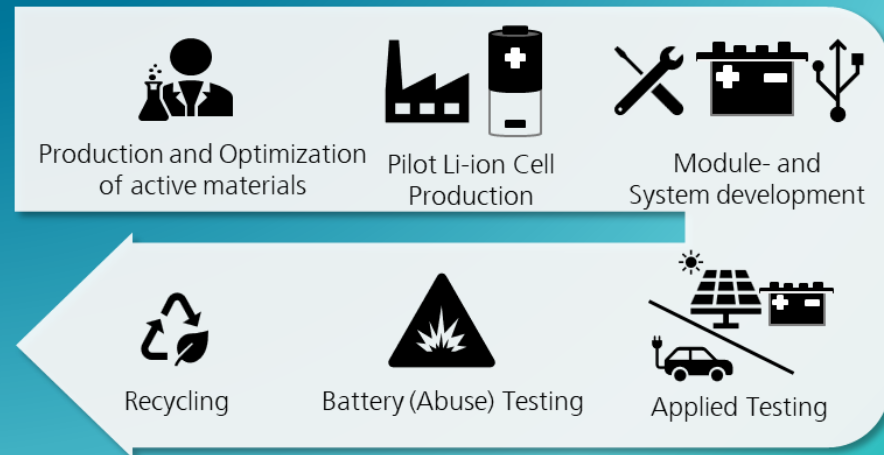 Production and Optimization
of active materials
Pilot Li-ion Cell
Production
Module- and
System development
Recycling
Battery (Abuse) Testing
Applied Testing